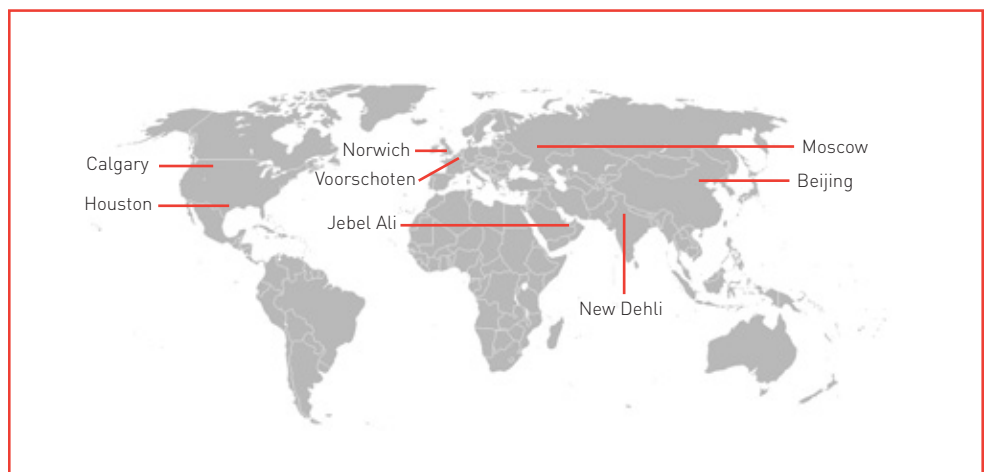 Calgary
Houston
Norwich
Voorschoten
Jebel Ali
Moscow
Beijing
New Dehli